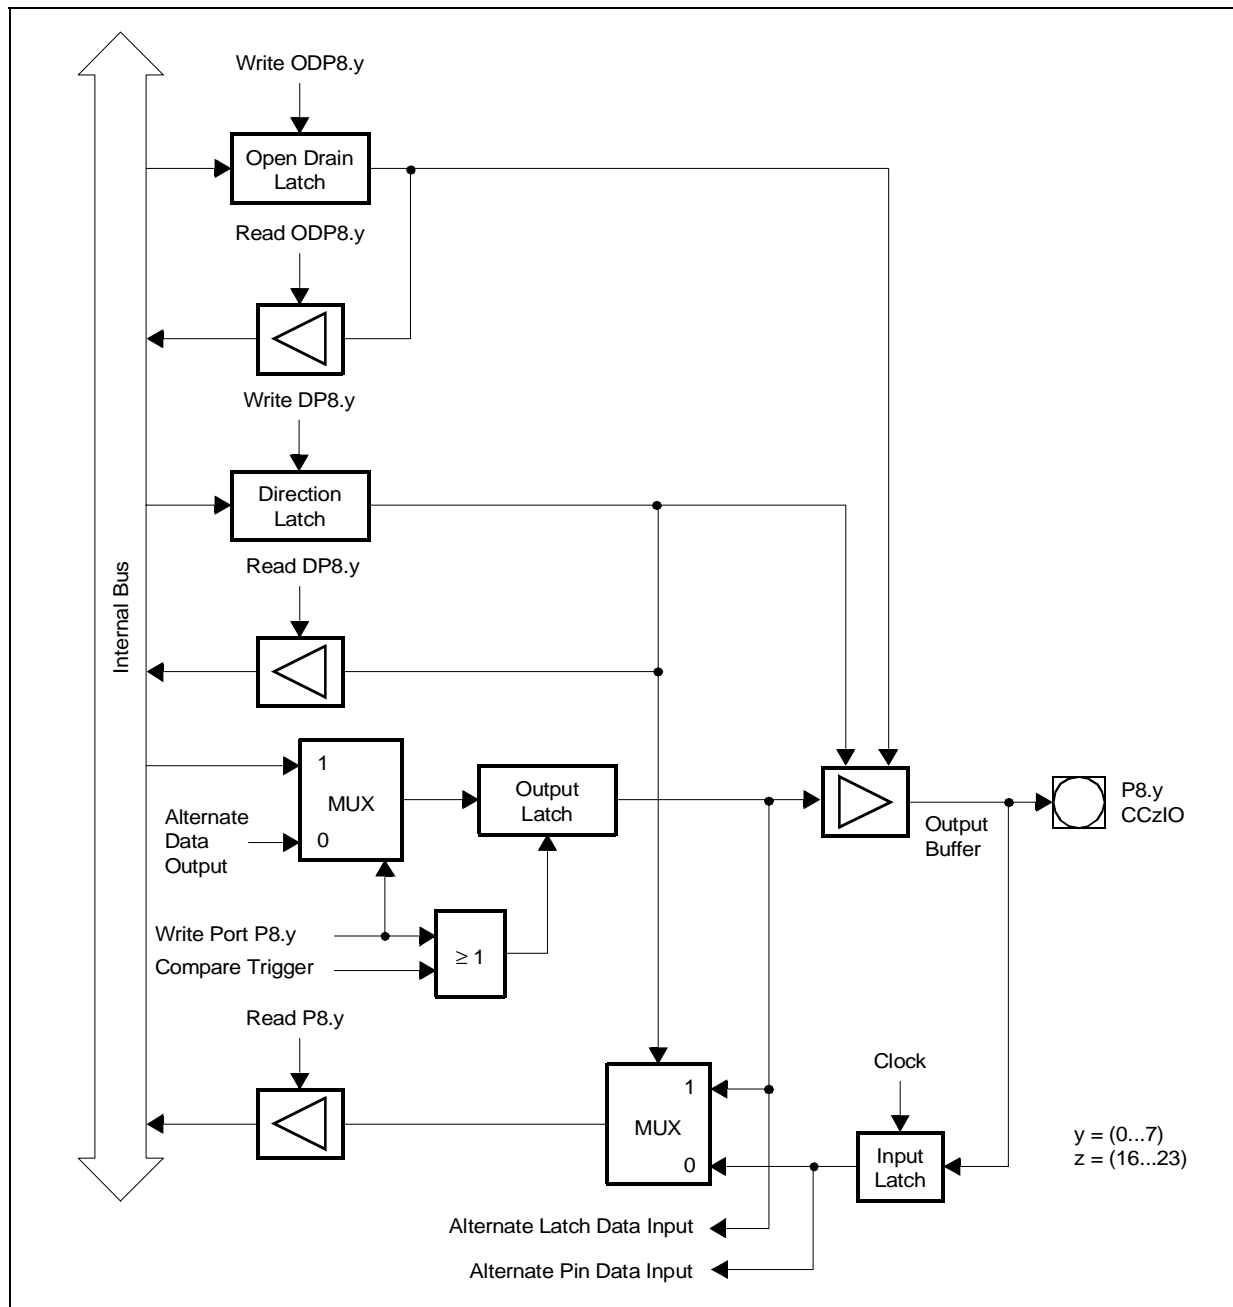 Write ODP8.y
Open Drain
Latch
Read ODP8.y
Write DP8.y
Direction
Latch
Read DP8.y
Internal Bus
1
MUX
0
Alternate
Data
Output
Output
Latch
Output
Buffer
P8.y
CCzIO
Write Port P8.y
Compare Trigger
≥ 1
Read P8.y
1
MUX
0
Clock
Input
Latch
y = (0...7)
z = (16...23)
Alternate Latch Data Input
Alternate Pin Data Input